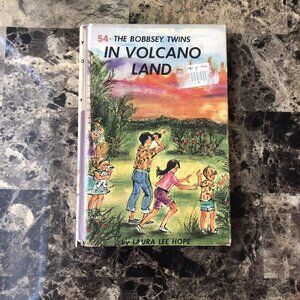 54- THE BOBBSEY TWINS
IN VOLCANO
LAND
by LAURA LEE HOPE